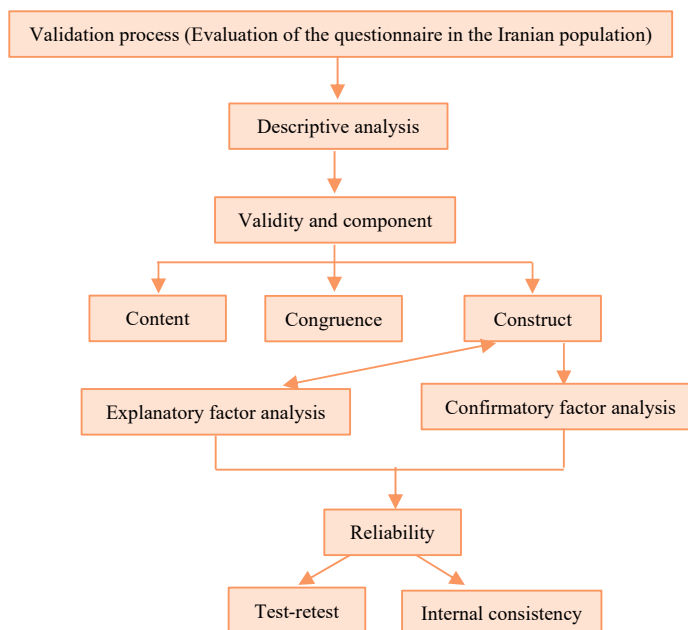 Validation process (Evaluation of the questionnaire in the Iranian population)
Descriptive analysis
Validity and component
Content
Congruence
Construct
Explanatory factor analysis
Confirmatory factor analysis
Reliability
Test-retest
Internal consistency